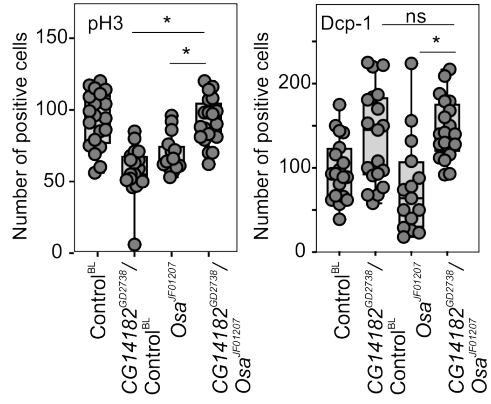 pH3
*
*
Number of positive cells
150
100
50
0
Control^BL
CG14182^GD2738/
Control^BL
Osa^JF01207
CG14182^GD2738/
Osa^JF01207
Dcp-1
ns
*
Number of positive cells
200
100
0
Control^BL
CG14182^GD2738/
Control^BL
Osa^JF01207
CG14182^GD2738/
Osa^JF01207